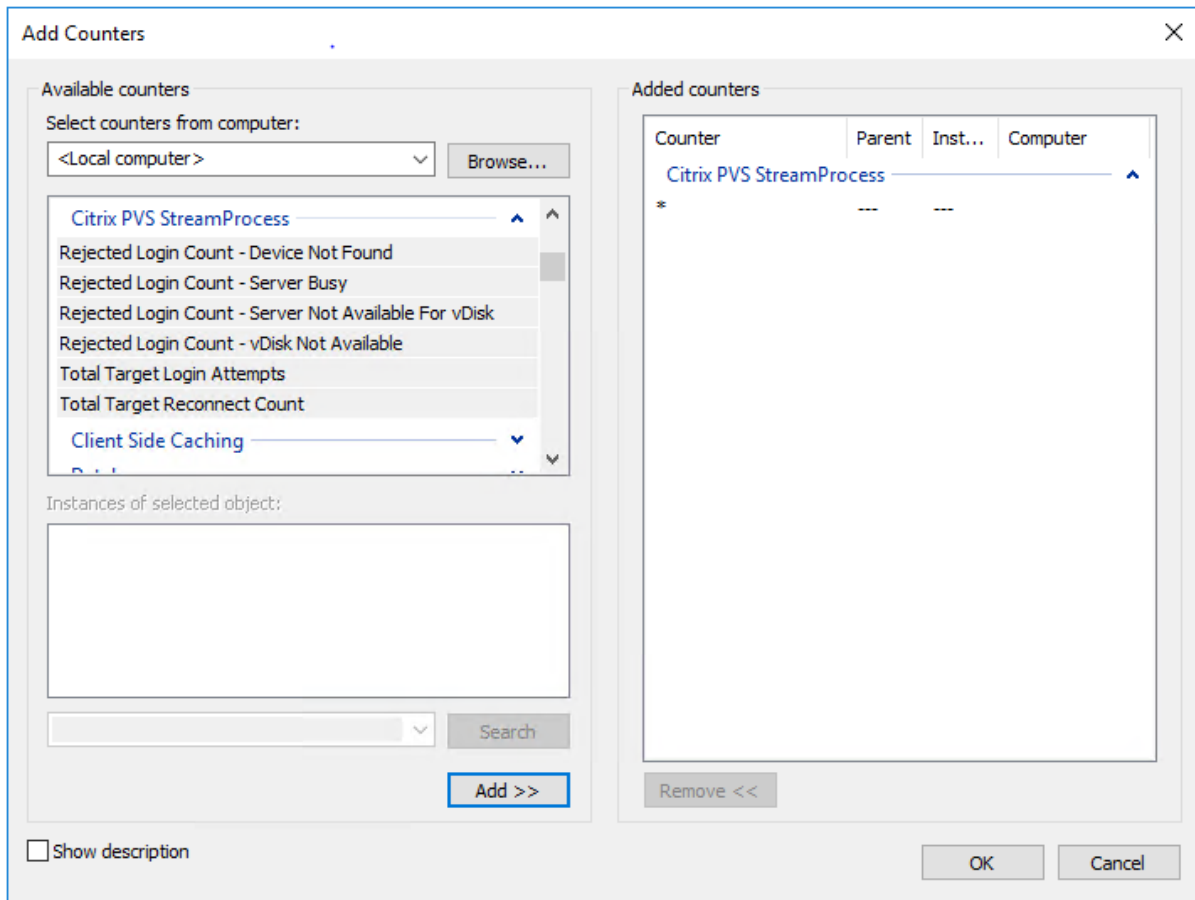 Add Counters
Available counters
Select counters from computer:
<Local computer>
Browse...
Citrix PVS StreamProcess
Rejected Login Count - Device Not Found
Rejected Login Count - Server Busy
Rejected Login Count - Server Not Available For vDisk
Rejected Login Count - vDisk Not Available
Total Target Login Attempts
Total Target Reconnect Count
Client Side Caching
Instances of selected object:
Search
Add >>
Show description
Added counters
Counter Parent Inst... Computer
Citrix PVS StreamProcess
* --- ---
Remove <<
OK
Cancel